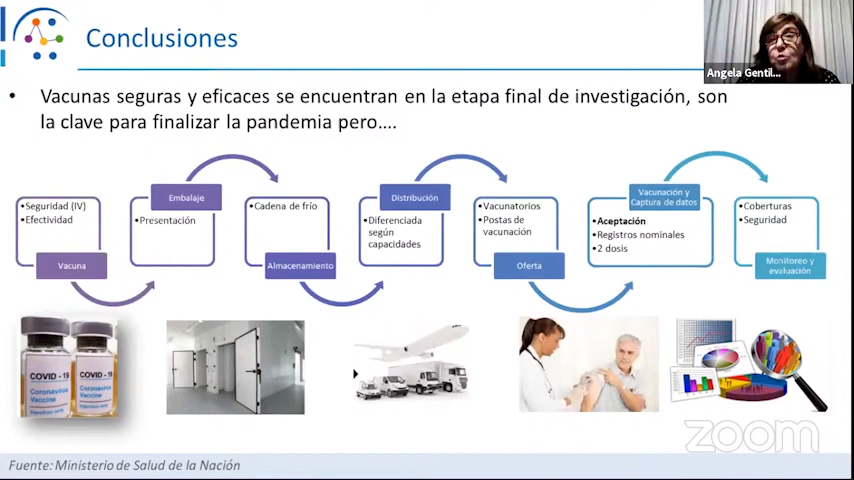 Conclusiones
Angela Gentil...
• Vacunas seguras y eficaces se encuentran en la etapa final de investigación, son
la clave para finalizar la pandemia pero....
•Seguridad (IV)
•Efectividad
Vacuna
Embalaje
•Presentación
•Cadena de frío
Almacenamiento
Distribución
•Diferenciada
según
capacidades
•Vacunatorios
•Postas de
vacunación
Oferta
Vacunación y
Captura de datos
•Aceptación
•Registros nominales
•2 dosis
•Coberturas
•Seguridad
Monitoreo y
evaluación
COVID - 19
Coronavirus
Vaccine
COVID - 19
Coronavirus
Vaccine
zoom
Fuente: Ministerio de Salud de la Nación